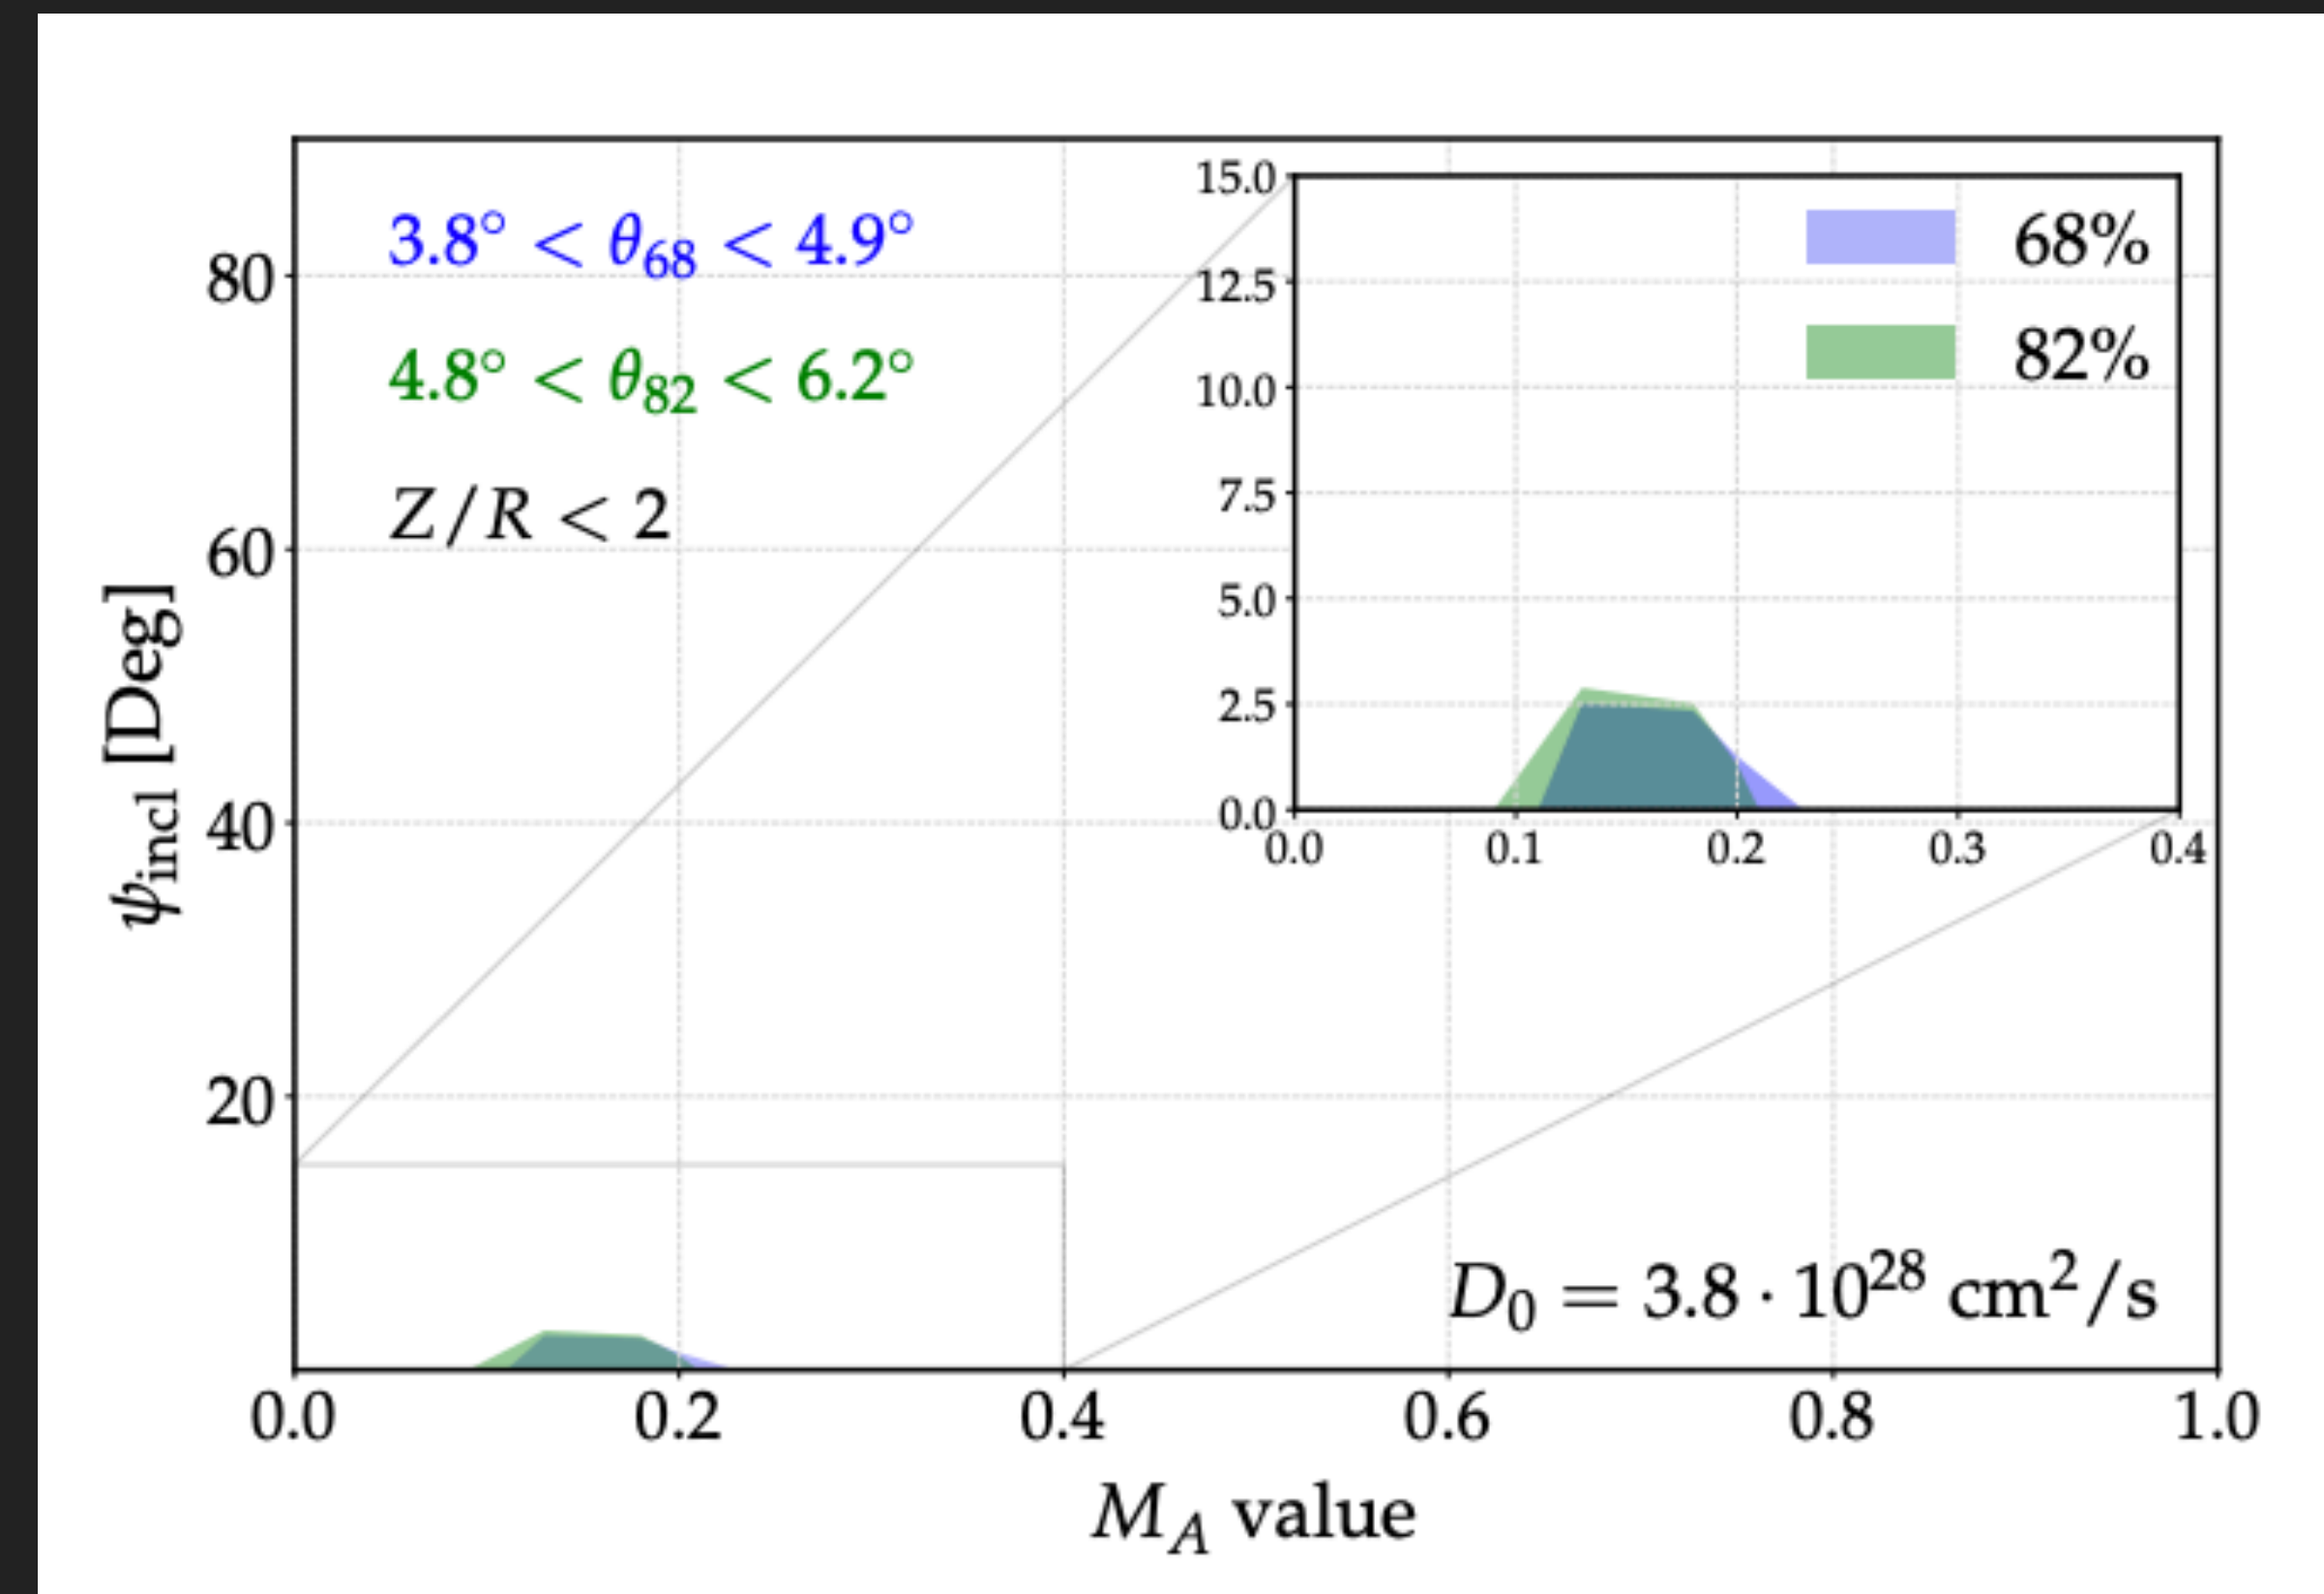 3.8° < θ68 < 4.9°
4.8° < θ82 < 6.2°
Z/R < 2
ψincl [Deg]
80
60
40
20
15.0
12.5
10.0
7.5
5.0
2.5
0.0
0.0 0.1 0.2 0.3 0.4
68%
82%
D₀ = 3.8 · 10²⁸ cm²/s
0.0 0.2 0.4 0.6 0.8 1.0
M_A value